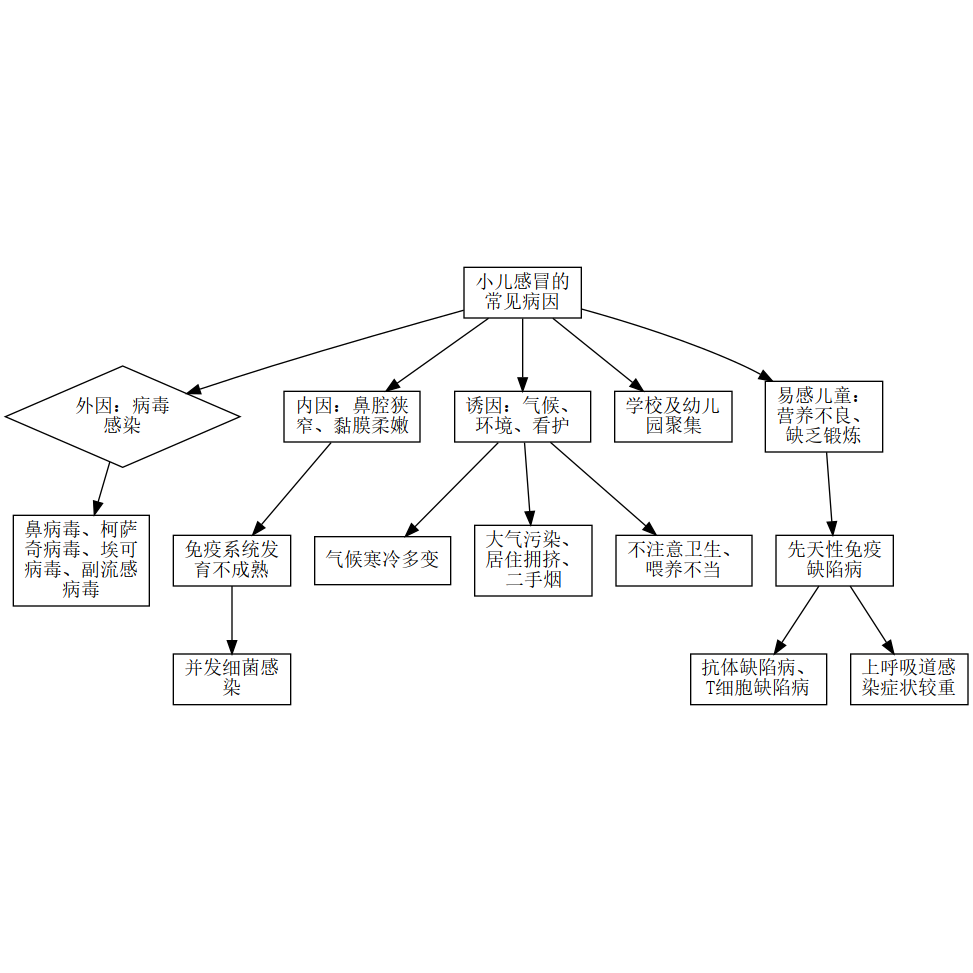 小儿感冒的
常见病因
外因：病毒
感染
内因：鼻腔狭
窄、黏膜柔嫩
诱因：气候、
环境、看护
学校及幼儿
园聚集
易感儿童：
营养不良、
缺乏锻炼
鼻病毒、柯萨
奇病毒、埃可
病毒、副流感
病毒
免疫系统发
育不成熟
气候寒冷多变
大气污染、
居住拥挤、
二手烟
不注意卫生、
喂养不当
先天性免疫
缺陷病
并发细菌感
染
抗体缺陷病、
T细胞缺陷病
上呼吸道感
染症状较重